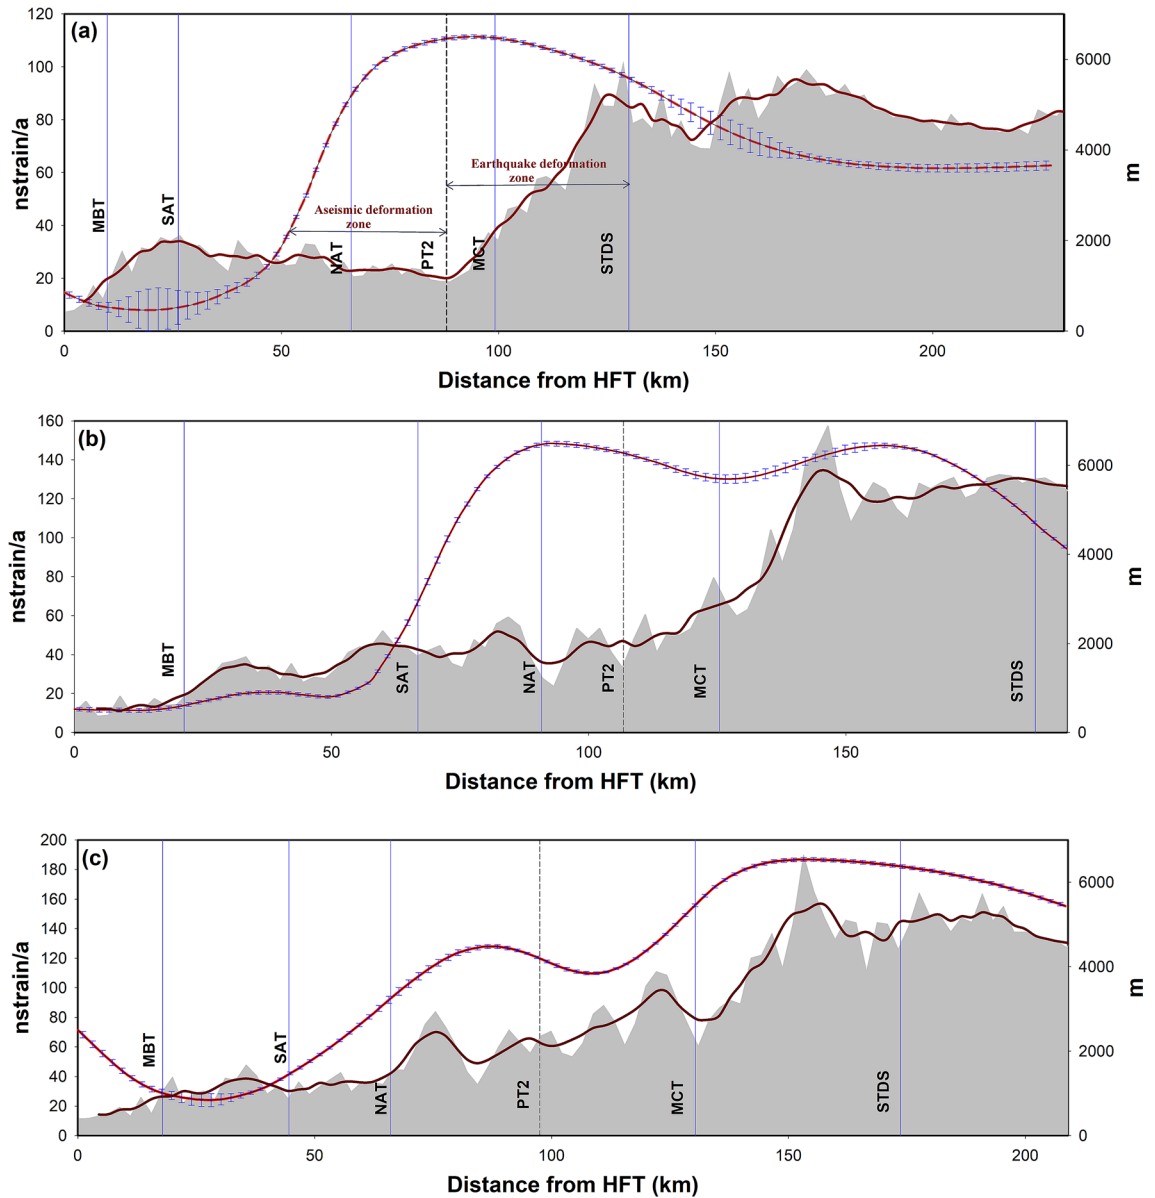 (a)
nstrain/a
120
100
80
60
40
20
0
6000
4000
2000
0
m
MBT
SAT
NAT
PT2
MCT
STDS
Aseismic deformation
zone
Earthquake deformation
zone
0 50 100 150 200
Distance from HFT (km)
(b)
nstrain/a
160
140
120
100
80
60
40
20
0
6000
4000
2000
0
m
MBT
SAT
NAT
PT2
MCT
STDS
0 50 100 150
Distance from HFT (km)
(c)
nstrain/a
200
180
160
140
120
100
80
60
40
20
0
6000
4000
2000
0
m
MBT
SAT
NAT
PT2
MCT
STDS
0 50 100 150 200
Distance from HFT (km)